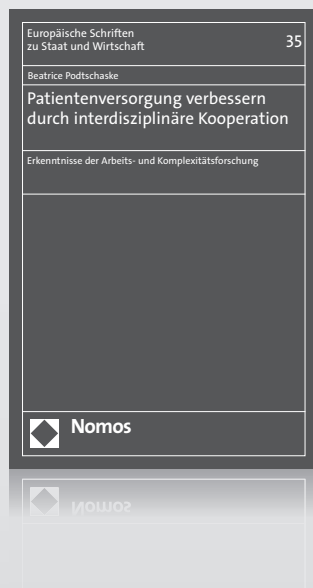 Europäische Schriften
zu Staat und Wirtschaft
35
Beatrice Podtschaske
Patientenversorgung verbessern
durch interdisziplinäre Kooperation
Erkenntnisse der Arbeits- und Komplexitätsforschung
Nomos
Nomos